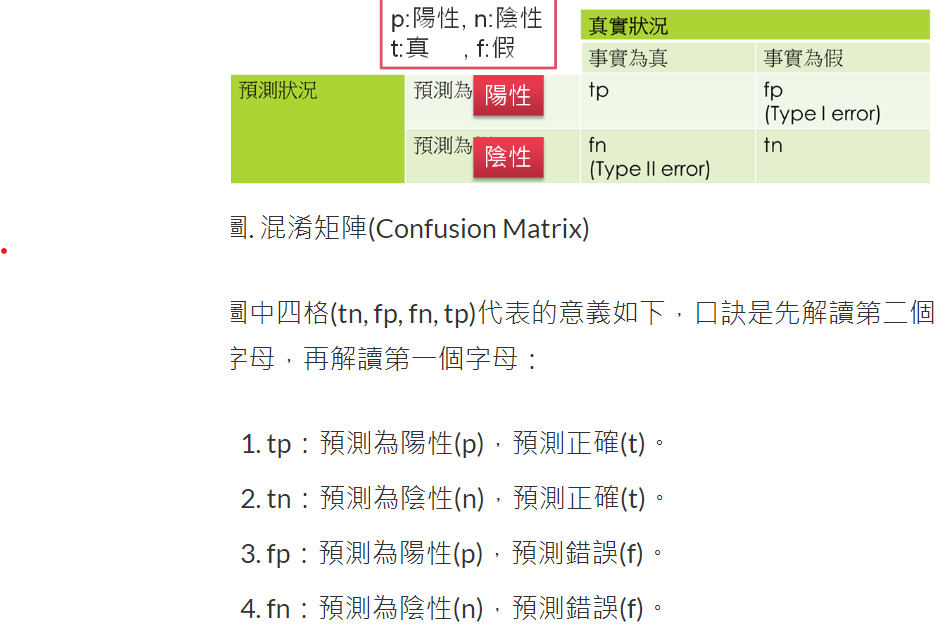 p:陽性, n:陰性
t:真 , f:假
真實狀況
事實為真 事實為假
預測狀況 預測為 陽性 tp fp
(Type I error)
預測為 陰性 fn tn
(Type II error)
圖. 混淆矩陣(Confusion Matrix)
圖中四格(tn, fp, fn, tp)代表的意義如下，口訣是先解讀第二個
字母，再解讀第一個字母：
1. tp：預測為陽性(p)，預測正確(t)。
2. tn：預測為陰性(n)，預測正確(t)。
3. fp：預測為陽性(p)，預測錯誤(f)。
4. fn：預測為陰性(n)，預測錯誤(f)。